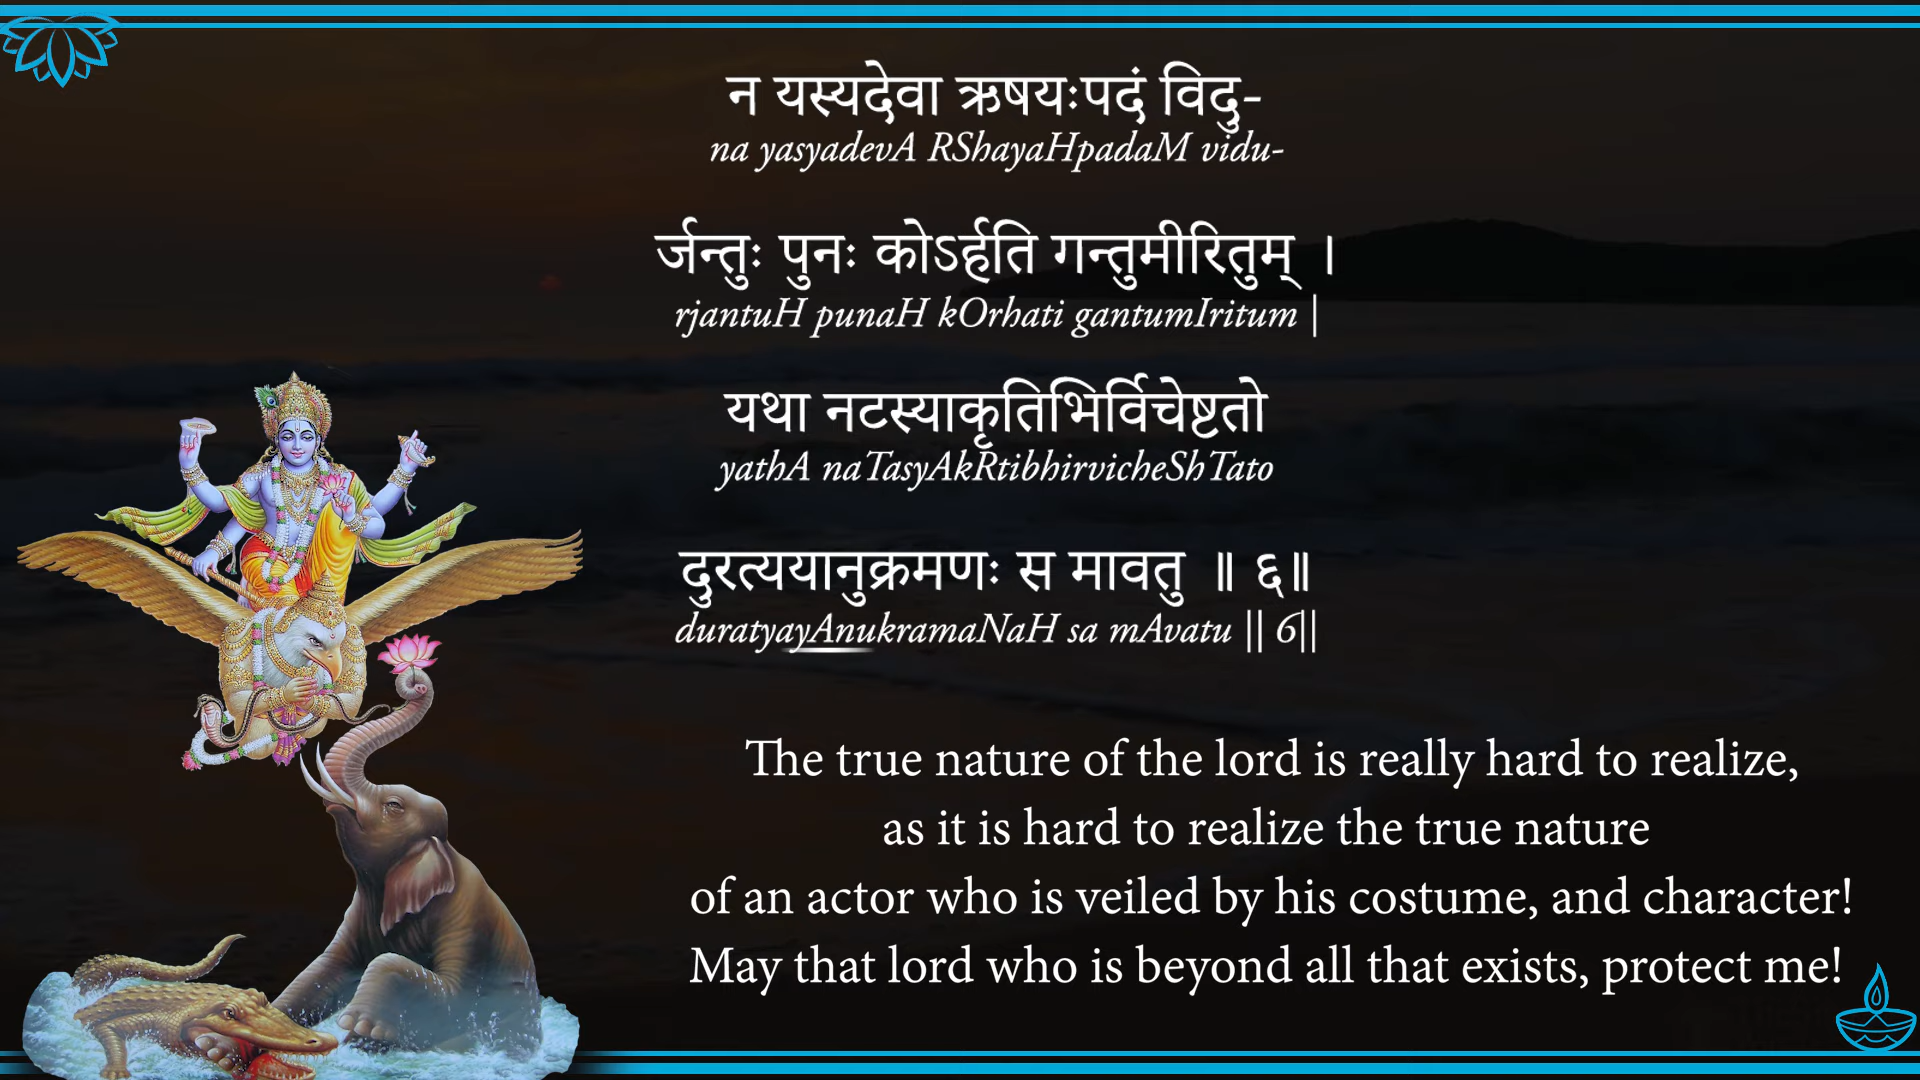 न यस्यदेवा ऋषयःपदं विदु-
na yasyadevA RShayaHpadaM vidu-
र्जन्तुः पुनः कोऽर्हति गन्तुमीरितुम् ।
rjantuH punaH kOrhati gantumIritum |
यथा नटस्याकृतिभिर्विचेष्टतो
yathA naTasyAkRtibhirvicheShTato
दुरत्ययानुक्रमणः स मावतु ॥ ६॥
duratyayAnukramaNaH sa mAvatu || 6||
The true nature of the lord is really hard to realize,
as it is hard to realize the true nature
of an actor who is veiled by his costume, and character!
May that lord who is beyond all that exists, protect me!